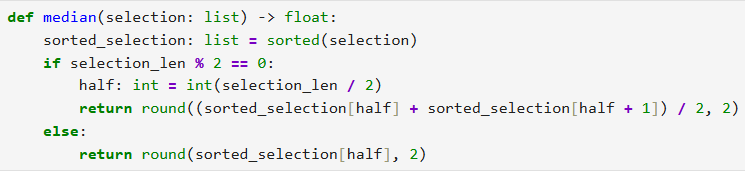 def median(selection: list) -> float:
    sorted_selection: list = sorted(selection)
    if selection_len % 2 == 0:
        half: int = int(selection_len / 2)
        return round((sorted_selection[half] + sorted_selection[half + 1]) / 2, 2)
    else:
        return round(sorted_selection[half], 2)